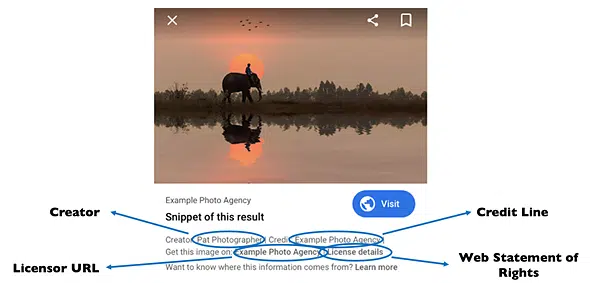 Example Photo Agency
Visit
Snippet of this result
Creator
Credit Line
Creator: Pat Photographer | Credit: Example Photo Agency |
Get this image on: Example Photo Agency | License details
Licensor URL
Web Statement of
Rights
Want to know where this information comes from? Learn more